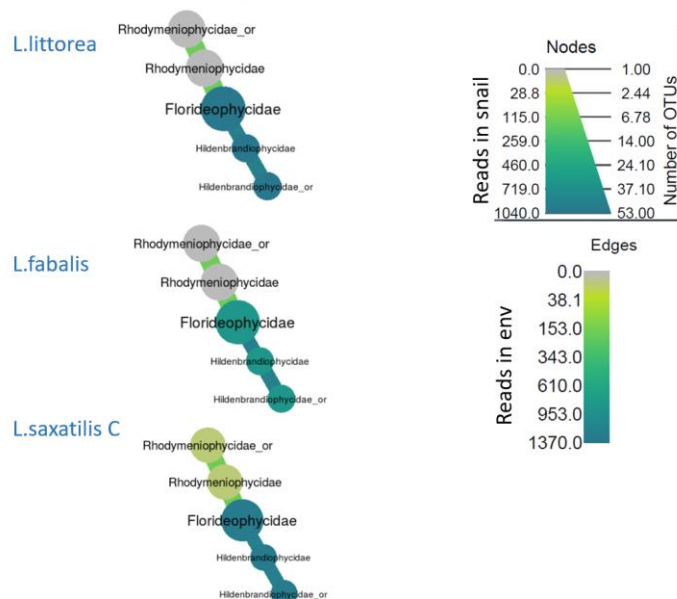 L.littorea
Rhodymeniophycidae_or
Rhodymeniophycidae
Florideophycidae
Hildenbrandiophycidae
Hildenbrandiophycidae_or
L.fabalis
Rhodymeniophycidae_or
Rhodymeniophycidae
Florideophycidae
Hildenbrandiophycidae
Hildenbrandiophycidae_or
L.saxatilis C
Rhodymeniophycidae_or
Rhodymeniophycidae
Florideophycidae
Hildenbrandiophycidae
Hildenbrandiophycidae_or
Nodes
Reads in snail
0.0 1.00
28.8 2.44
115.0 6.78
259.0 14.00
460.0 24.10
719.0 37.10
1040.0 53.00
Number of OTUs
Edges
Reads in env
0.0
38.1
153.0
343.0
610.0
953.0
1370.0